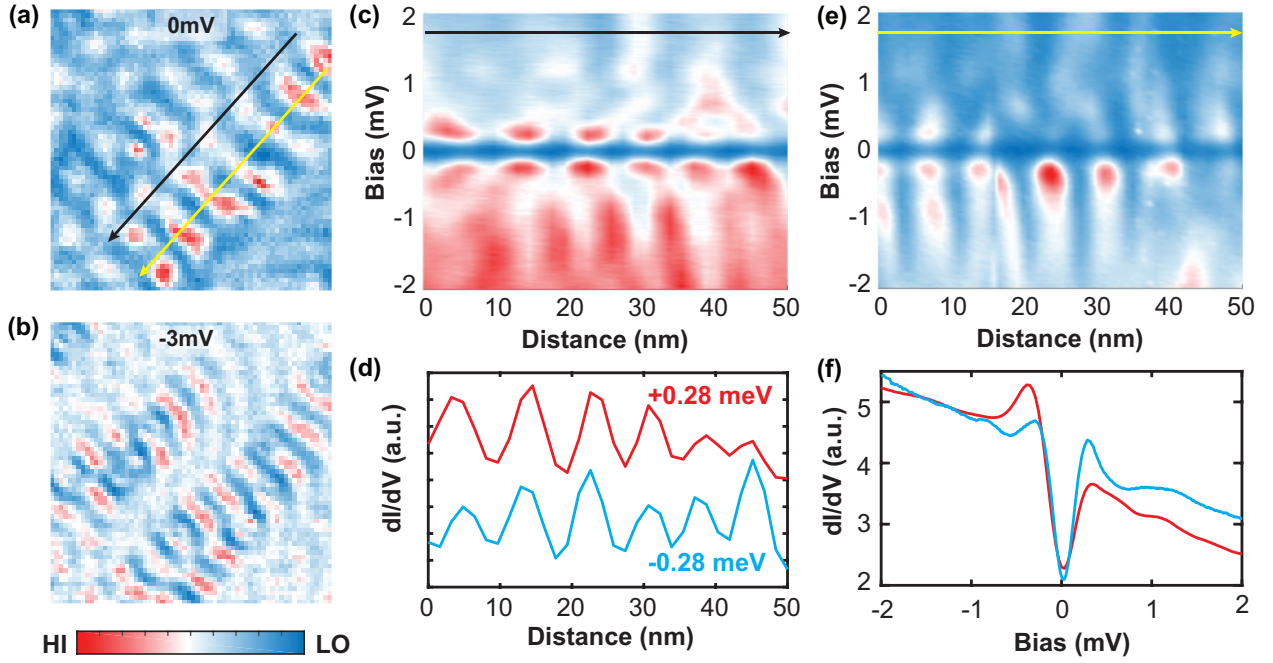 (a)
0mV
(b)
-3mV
HI
LO
(c)
2
1
0
-1
-2
Bias (mV)
0
10
20
30
40
50
Distance (nm)
(d)
+0.28 meV
-0.28 meV
dI/dV (a.u.)
0
10
20
30
40
50
Distance (nm)
(e)
2
1
0
-1
-2
Bias (mV)
0
10
20
30
40
50
Distance (nm)
(f)
5
4
3
2
dI/dV (a.u.)
-2
-1
0
1
2
Bias (mV)